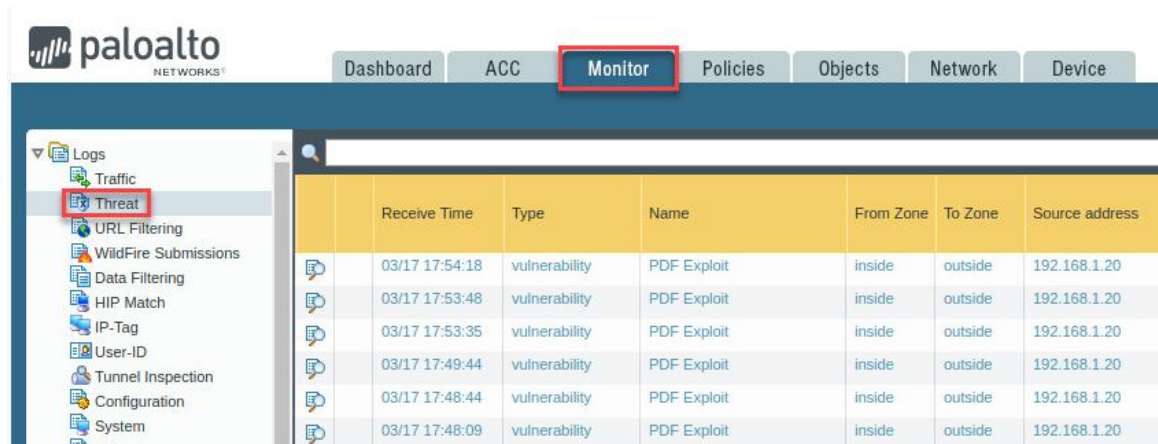 paloalto
NETWORKS®
Dashboard ACC Monitor Policies Objects Network Device
Logs
Traffic
Threat
URL Filtering
WildFire Submissions
Data Filtering
HIP Match
IP-Tag
User-ID
Tunnel Inspection
Configuration
System
Receive Time Type Name From Zone To Zone Source address
03/17 17:54:18 vulnerability PDF Exploit inside outside 192.168.1.20
03/17 17:53:48 vulnerability PDF Exploit inside outside 192.168.1.20
03/17 17:53:35 vulnerability PDF Exploit inside outside 192.168.1.20
03/17 17:49:44 vulnerability PDF Exploit inside outside 192.168.1.20
03/17 17:48:44 vulnerability PDF Exploit inside outside 192.168.1.20
03/17 17:48:09 vulnerability PDF Exploit inside outside 192.168.1.20